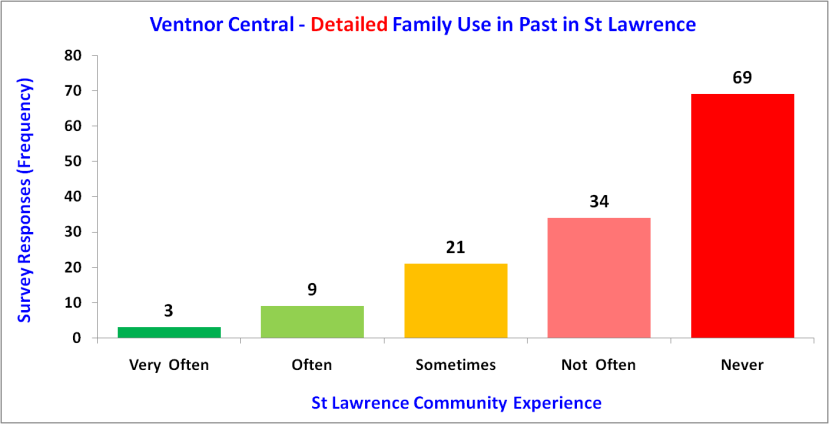 Ventnor Central - Detailed Family Use in Past in St Lawrence
Survey Responses (Frequency)
80
70
60
50
40
30
20
10
0
3
9
21
34
69
Very Often
Often
Sometimes
Not Often
Never
St Lawrence Community Experience